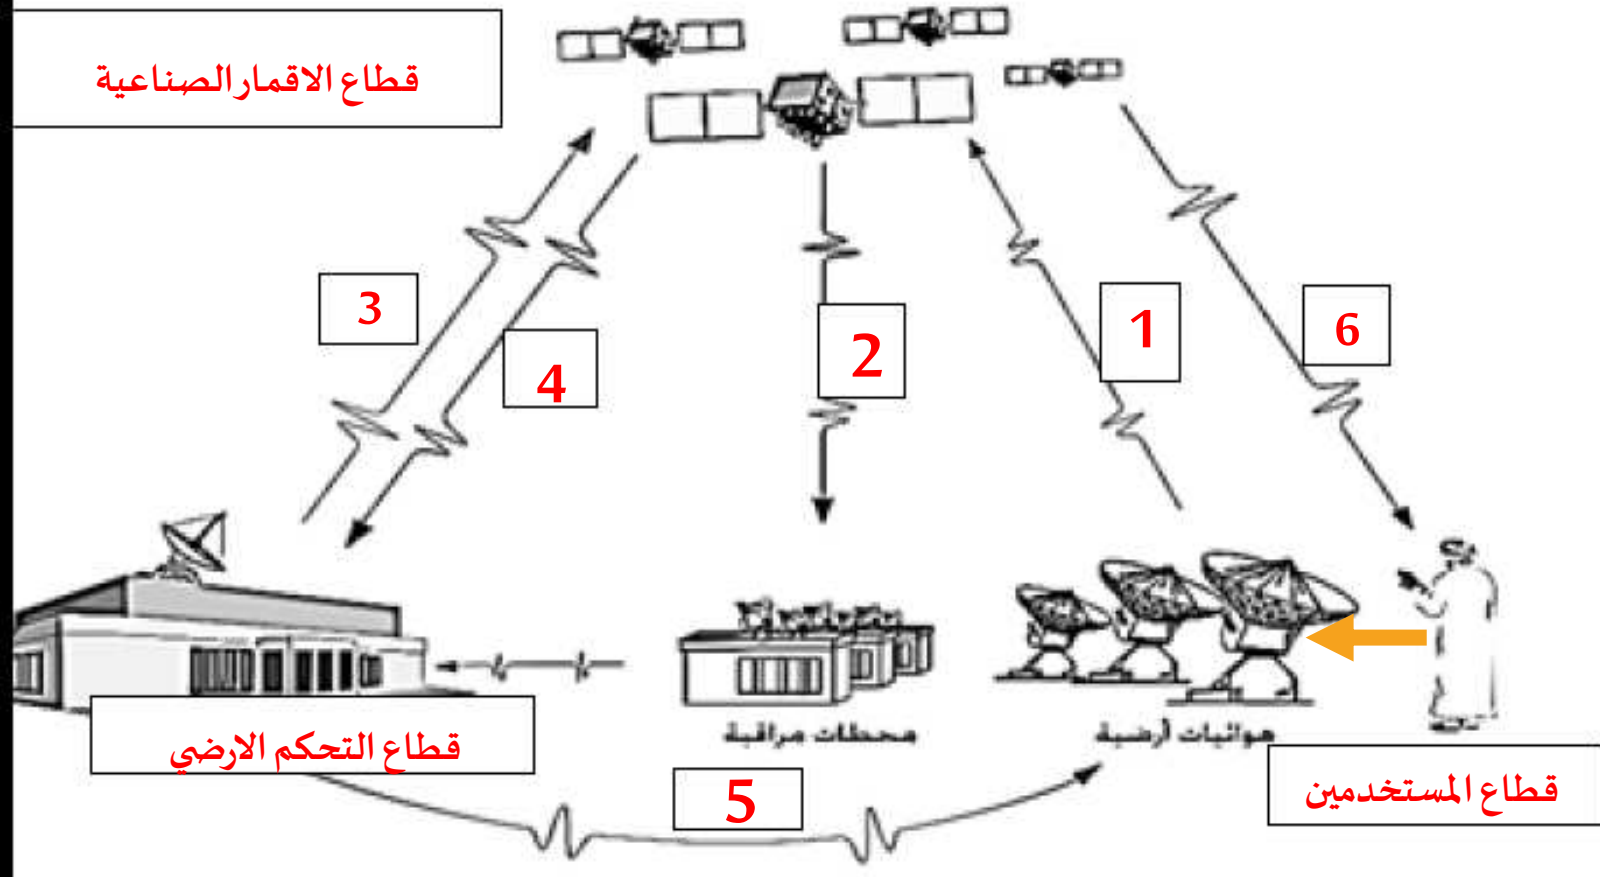 قطاع الاقمار الصناعية
3
4
2
1
6
محطات مراقبة
هوائيات أرضية
قطاع التحكم الارضي
قطاع المستخدمين
5